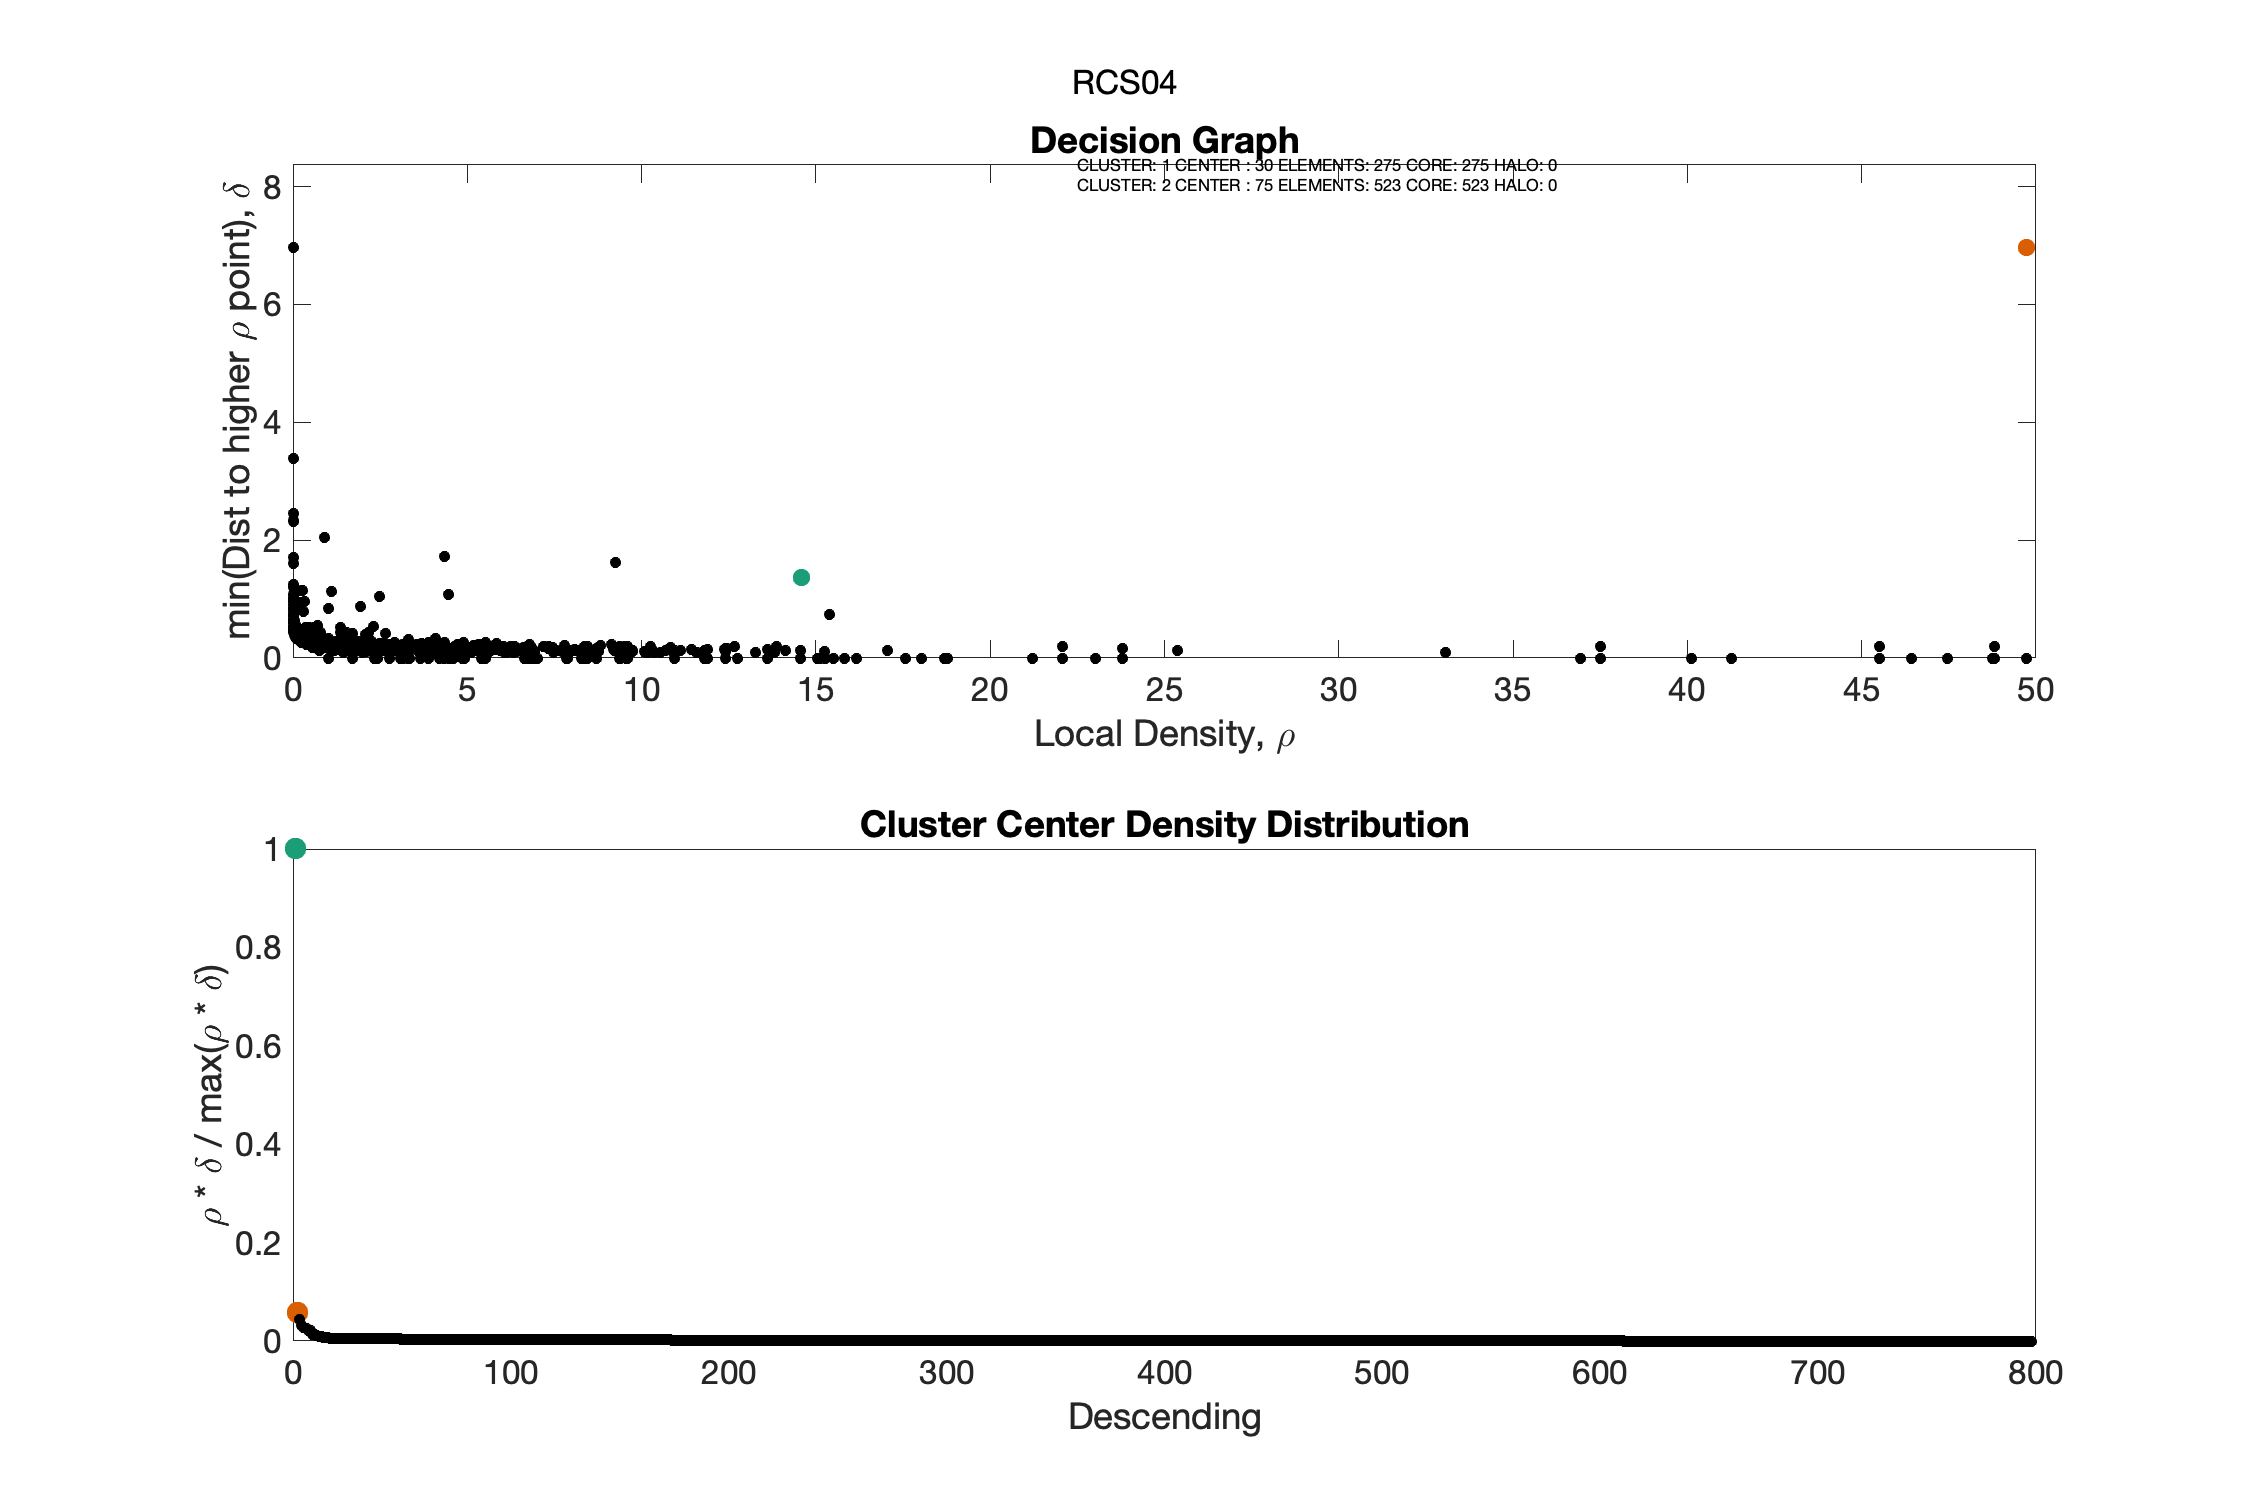 RCS04
Decision Graph
CLUSTER: 1 CENTER : 30 ELEMENTS: 275 CORE: 275 HALO: 0
CLUSTER: 2 CENTER : 75 ELEMENTS: 523 CORE: 523 HALO: 0
min(Dist to higher ρ point), δ
8
6
4
2
0
0 5 10 15 20 25 30 35 40 45 50
Local Density, ρ
Cluster Center Density Distribution
ρ * δ / max(ρ * δ)
1
0.8
0.6
0.4
0.2
0
0 100 200 300 400 500 600 700 800
Descending